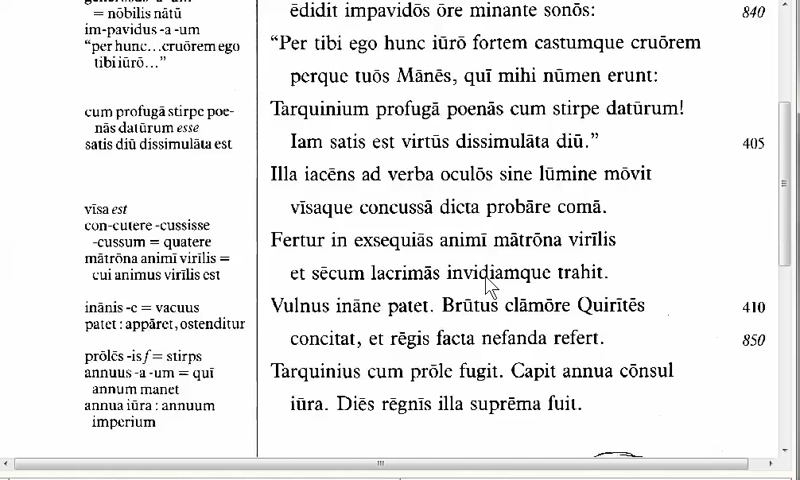 = nōbilis nātū
im-pavidus -a -um
“per hunc…cruōrem ego
tibi iūrō…”
cum profugā stirpe poe-
nās datūrum esse
satis diū dissimulāta est
vīsa est
con-cutere -cussisse
-cussum = quatere
mātrōna animī virīlis =
cui animus virīlis est
inānis -e = vacuus
patet : appāret, ostenditur
prōlēs -is f = stirps
annuus -a -um = quī
annum manet
annua iūra : annuum
imperium
ēdidit impavidōs ōre minante sonōs: 840
“Per tibi ego hunc iūrō fortem castumque cruōrem
perque tuōs Mānēs, quī mihi nūmen erunt:
Tarquinium profugā poenās cum stirpe datūrum!
Iam satis est virtūs dissimulāta diū.” 405
Illa iacēns ad verba oculōs sine lūmine mōvit
vīsaque concussā dicta probāre comā.
Fertur in exsequiās animī mātrōna virīlis
et sēcum lacrimās invidiamque trahit.
Vulnus ināne patet. Brūtus clāmōre Quirītēs 410
concitat, et rēgis facta nefanda refert. 850
Tarquinius cum prōle fugit. Capit annua cōnsul
iūra. Diēs rēgnīs illa suprēma fuit.